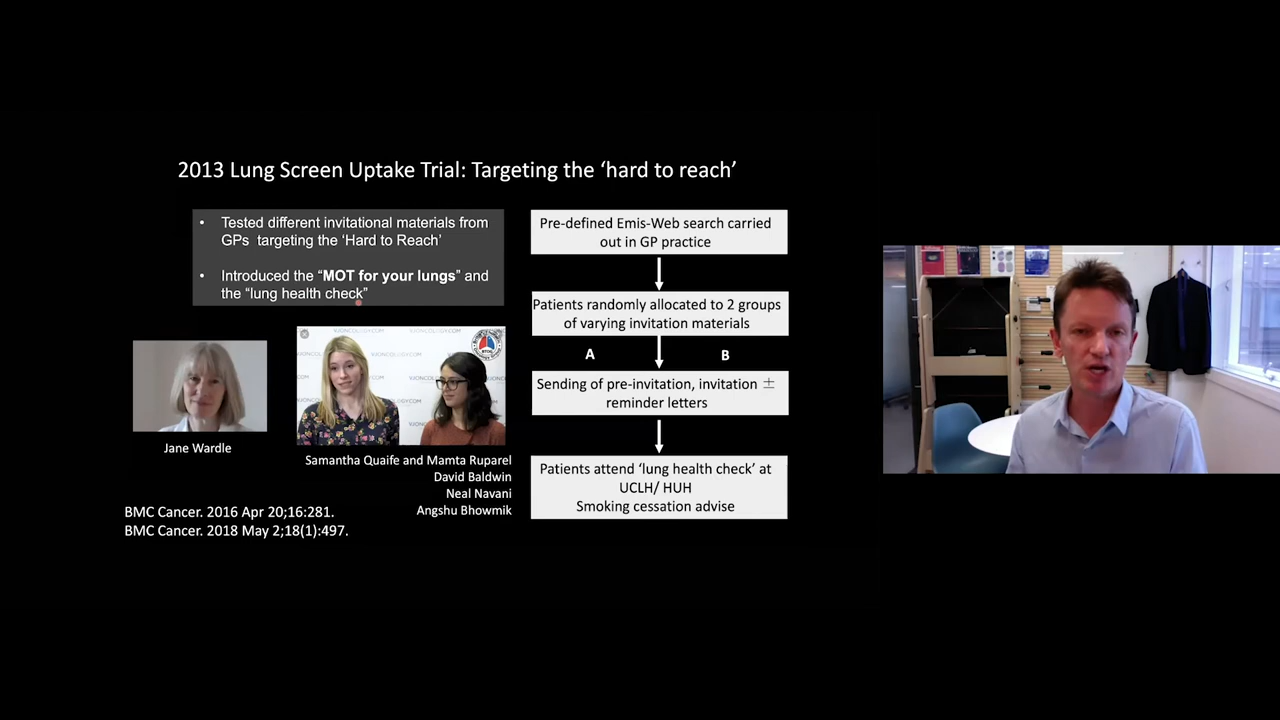 2013 Lung Screen Uptake Trial: Targeting the ‘hard to reach’
• Tested different invitational materials from
GPs targeting the ‘Hard to Reach’
• Introduced the “MOT for your lungs” and
the “lung health check”
Jane Wardle
VJONCOLOGY.COM
Samantha Quaife and Mamta Ruparel
David Baldwin
Neal Navani
Angshu Bhowmik
BMC Cancer. 2016 Apr 20;16:281.
BMC Cancer. 2018 May 2;18(1):497.
Pre-defined Emis-Web search carried
out in GP practice
Patients randomly allocated to 2 groups
of varying invitation materials
A B
Sending of pre-invitation, invitation ±
reminder letters
Patients attend ‘lung health check’ at
UCLH/ HUH
Smoking cessation advise